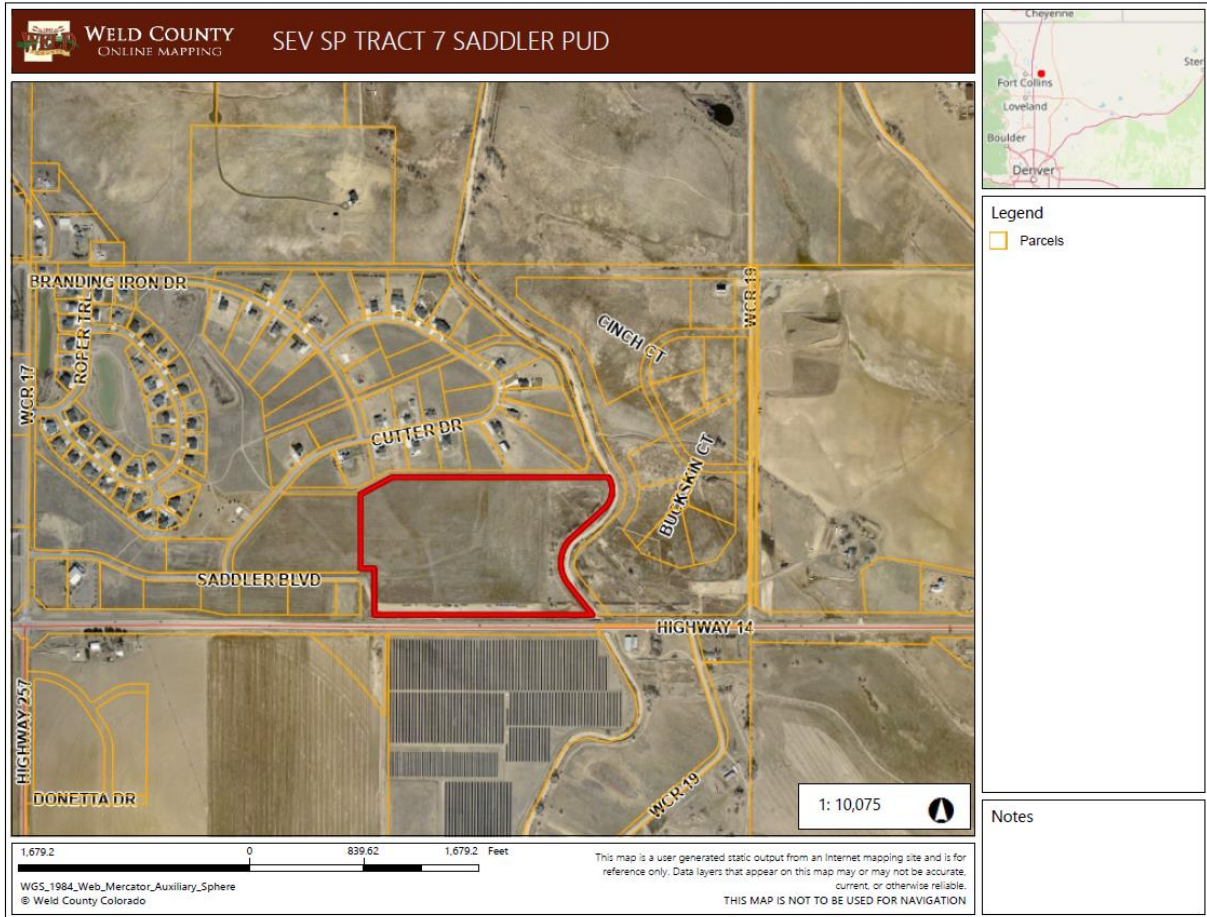 WELD COUNTY
ONLINE MAPPING
SEV SP TRACT 7 SADDLER PUD
Cheyenne
Ster
Fort Collins
Loveland
Boulder
Denver
Legend
Parcels
BRANDING IRON DR
ROPER TRL
WCR 17
CINCH CT
WCR 19
CUTTER DR
BUCKSKIN CT
SADDLER BLVD
HIGHWAY 14
HIGHWAY 257
DONETTA DR
WCR 19
1: 10,075
Notes
1,679.2 0 839.62 1,679.2 Feet
WGS_1984_Web_Mercator_Auxiliary_Sphere
© Weld County Colorado
This map is a user generated static output from an Internet mapping site and is for
reference only. Data layers that appear on this map may or may not be accurate,
current, or otherwise reliable.
THIS MAP IS NOT TO BE USED FOR NAVIGATION